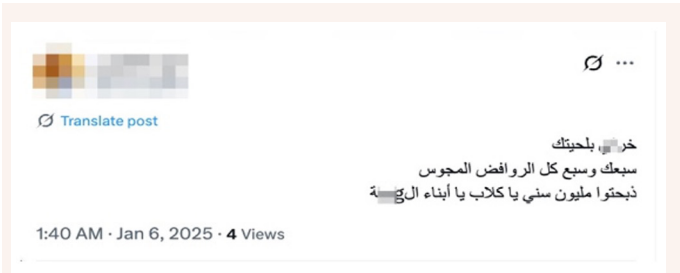 Translate post
بلحيتك
سبعك وسبع كل الروافض المجوس
ذبحتوا مليون سني يا كلاب يا أبناء
1:40 AM · Jan 6, 2025 · 4 Views